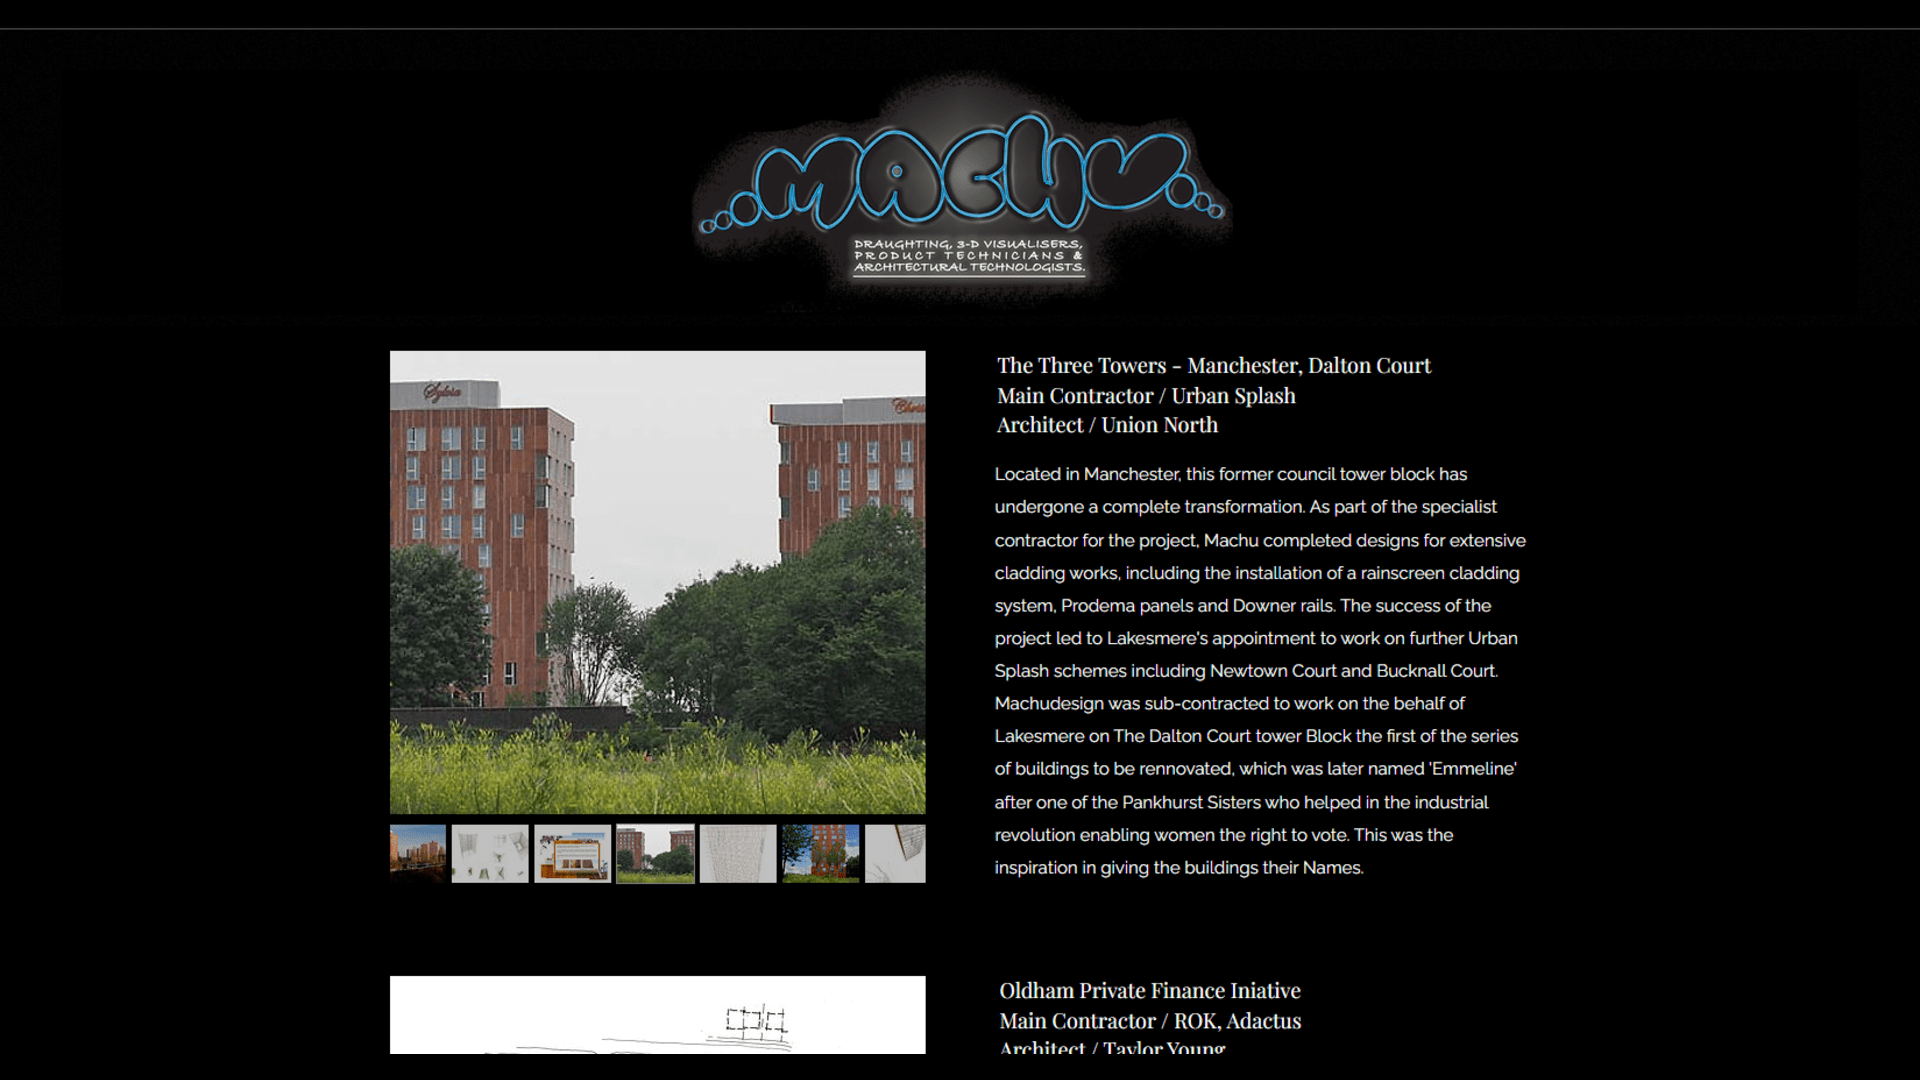 MACHU
DRAUGHTING, 3-D VISUALISERS,
PRODUCT TECHNICIANS &
ARCHITECTURAL TECHNOLOGISTS.
Sylvia
The Three Towers - Manchester, Dalton Court
Main Contractor / Urban Splash
Architect / Union North
Located in Manchester, this former council tower block has
undergone a complete transformation. As part of the specialist
contractor for the project, Machu completed designs for extensive
cladding works, including the installation of a rainscreen cladding
system, Prodema panels and Downer rails. The success of the
project led to Lakesmere's appointment to work on further Urban
Splash schemes including Newtown Court and Bucknall Court.
Machudesign was sub-contracted to work on the behalf of
Lakesmere on The Dalton Court tower Block the first of the series
of buildings to be rennovated, which was later named 'Emmeline'
after one of the Pankhurst Sisters who helped in the industrial
revolution enabling women the right to vote. This was the
inspiration in giving the buildings their Names.
Oldham Private Finance Iniative
Main Contractor / ROK, Adactus
Architect / Taylor Young